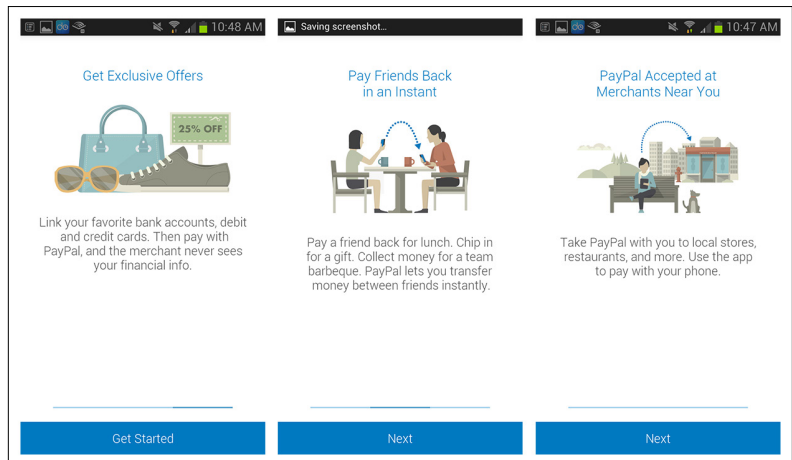 10:48 AM
Get Exclusive Offers
25% OFF
Link your favorite bank accounts, debit
and credit cards. Then pay with
PayPal, and the merchant never sees
your financial info.
Get Started
Saving screenshot...
Pay Friends Back
in an Instant
Pay a friend back for lunch. Chip in
for a gift. Collect money for a team
barbeque. PayPal lets you transfer
money between friends instantly.
Next
10:47 AM
PayPal Accepted at
Merchants Near You
Take PayPal with you to local stores,
restaurants, and more. Use the app
to pay with your phone.
Next